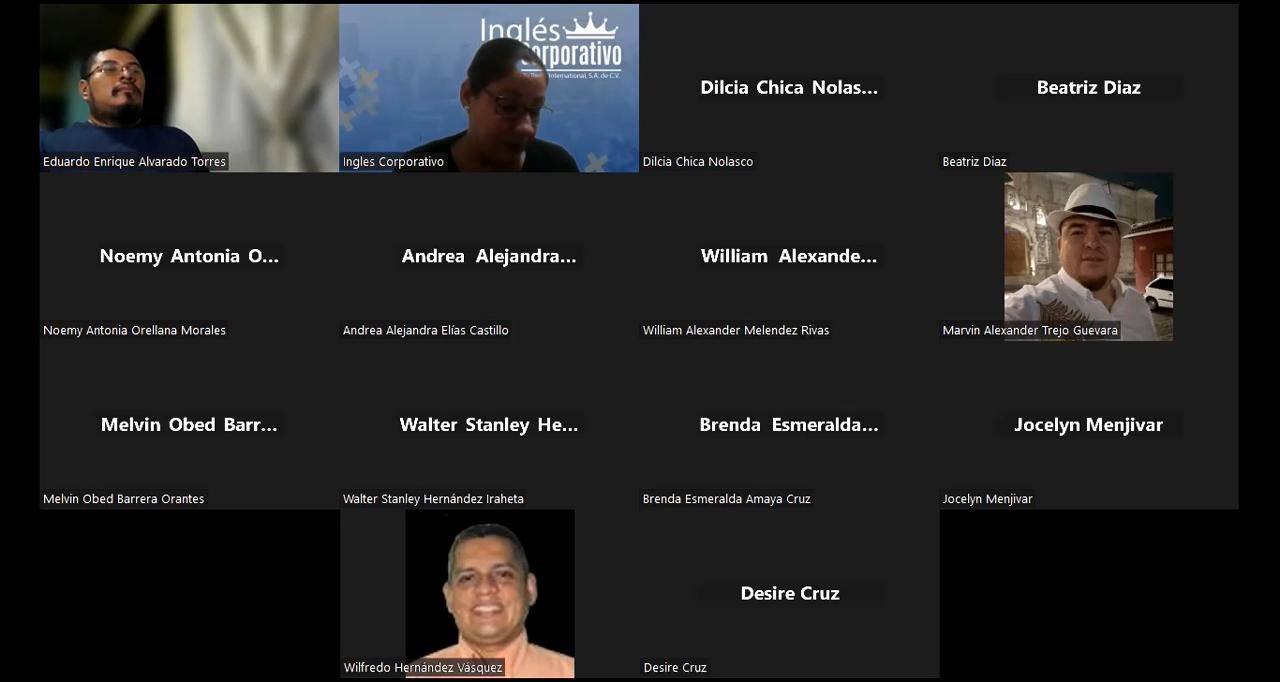 Inglés
Corporativo
International, S.A. de C.V.
Dilcia Chica Nolas...
Beatriz Diaz
Eduardo Enrique Alvarado Torres
Ingles Corporativo
Dilcia Chica Nolasco
Beatriz Diaz
Noemy Antonia O...
Andrea Alejandra...
William Alexande...
Noemy Antonia Orellana Morales
Andrea Alejandra Elías Castillo
William Alexander Melendez Rivas
Marvin Alexander Trejo Guevara
Melvin Obed Barr...
Walter Stanley He...
Brenda Esmeralda...
Jocelyn Menjivar
Melvin Obed Barrera Orantes
Walter Stanley Hernández Iraheta
Brenda Esmeralda Amaya Cruz
Jocelyn Menjivar
Desire Cruz
Wilfredo Hernández Vásquez
Desire Cruz